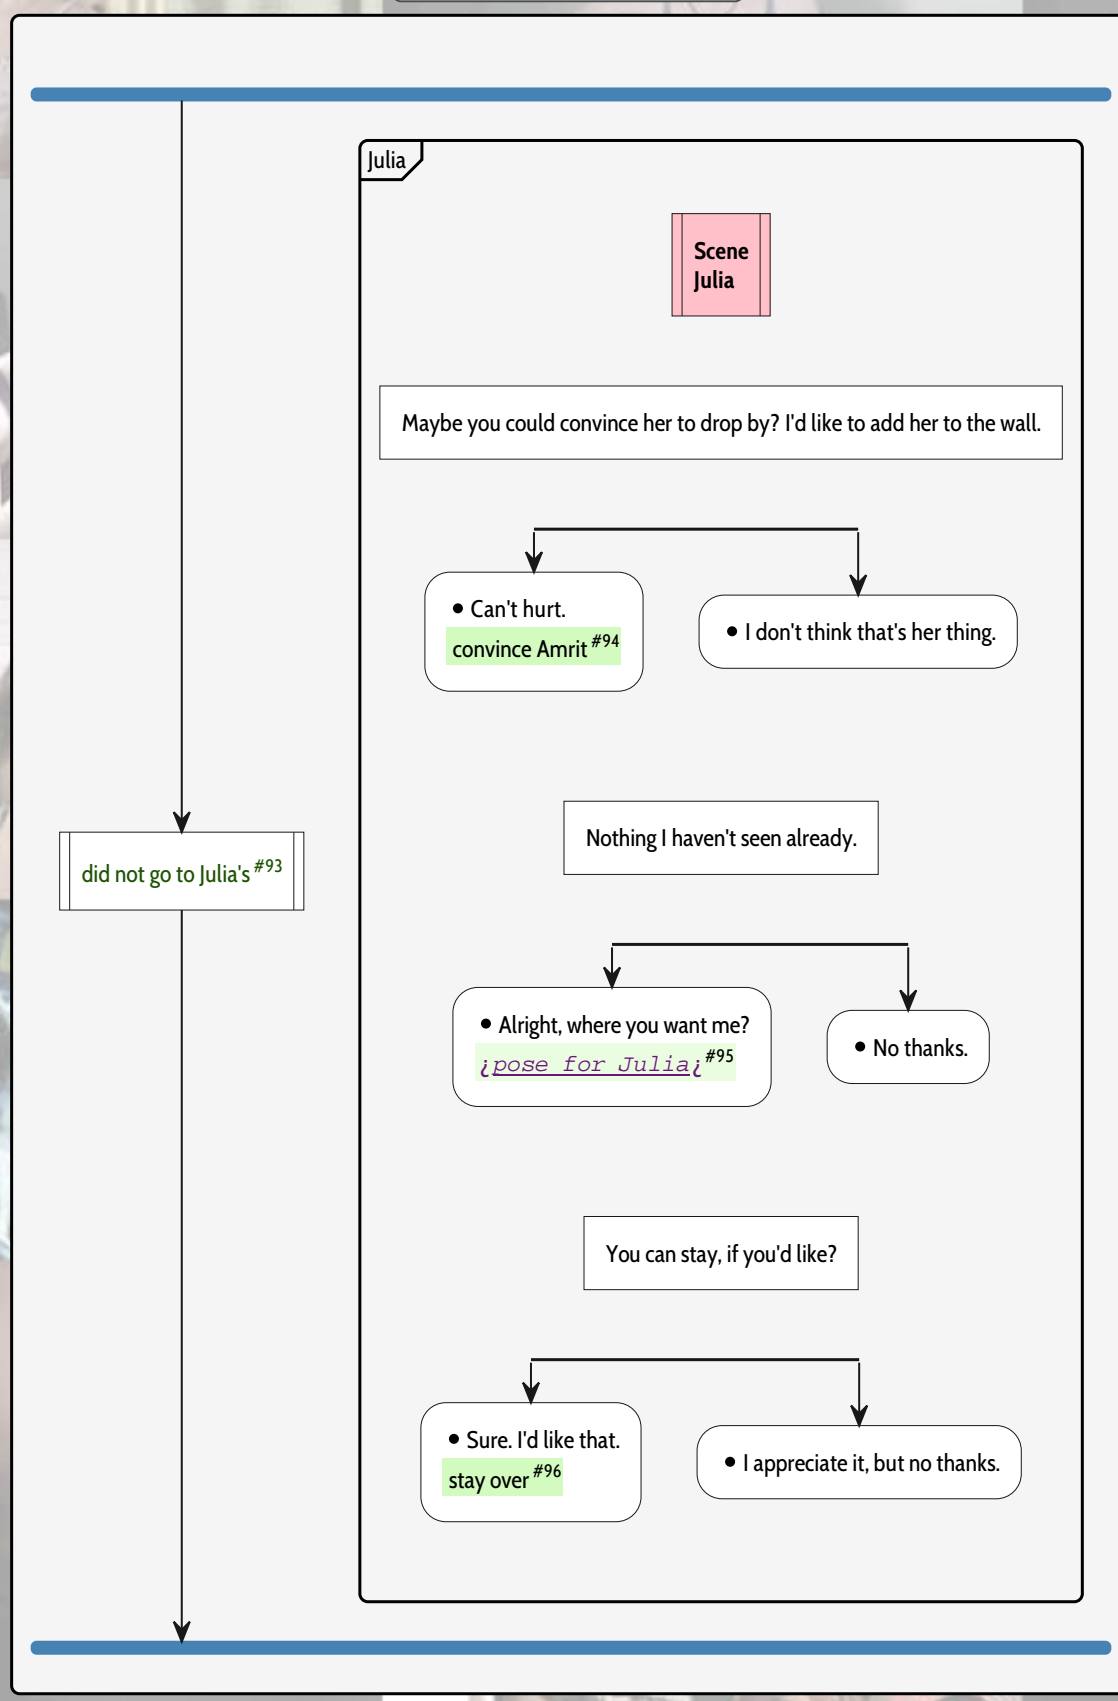 Julia
Scene
Julia
Maybe you could convince her to drop by? I'd like to add her to the wall.
• Can't hurt.
convince Amrit #94
• I don't think that's her thing.
did not go to Julia's #93
Nothing I haven't seen already.
• Alright, where you want me?
¿pose for Julia¿ #95
• No thanks.
You can stay, if you'd like?
• Sure. I'd like that.
stay over #96
• I appreciate it, but no thanks.